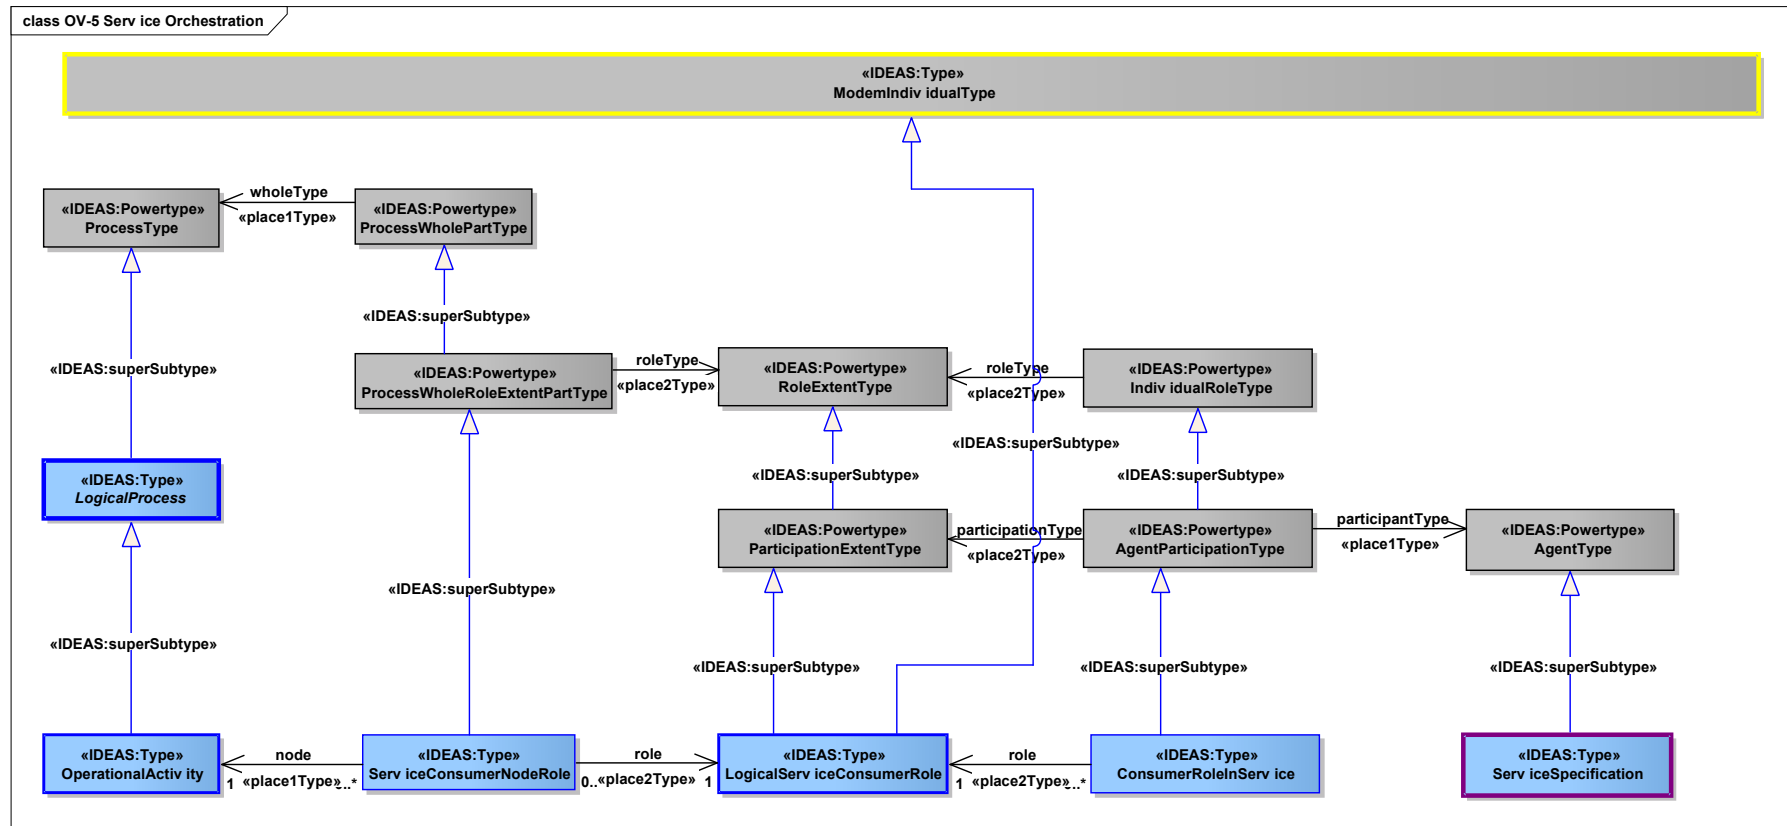 class OV-5 Serv ice Orchestration
«IDEAS:Type»
ModemIndiv idualType
«IDEAS:Powertype»
ProcessType
wholeType
«place1Type»
«IDEAS:Powertype»
ProcessWholePartType
«IDEAS:superSubtype»
«IDEAS:superSubtype»
«IDEAS:Powertype»
ProcessWholeRoleExtentPartType
roleType
«place2Type»
«IDEAS:Powertype»
RoleExtentType
roleType
«place2Type»
«IDEAS:Powertype»
Indiv idualRoleType
«IDEAS:superSubtype»
«IDEAS:superSubtype»
«IDEAS:superSubtype»
«IDEAS:Type»
LogicalProcess
«IDEAS:Powertype»
ParticipationExtentType
participationType
«place2Type»
«IDEAS:Powertype»
AgentParticipationType
participantType
«place1Type»
«IDEAS:Powertype»
AgentType
«IDEAS:superSubtype»
«IDEAS:superSubtype»
«IDEAS:superSubtype»
«IDEAS:superSubtype»
«IDEAS:superSubtype»
«IDEAS:Type»
OperationalActiv ity
node
1 «place1Type» ..*
«IDEAS:Type»
Serv iceConsumerNodeRole
role
0.. «place2Type» 1
«IDEAS:Type»
LogicalServ iceConsumerRole
role
1 «place2Type» ..*
«IDEAS:Type»
ConsumerRoleInServ ice
«IDEAS:Type»
Serv iceSpecification